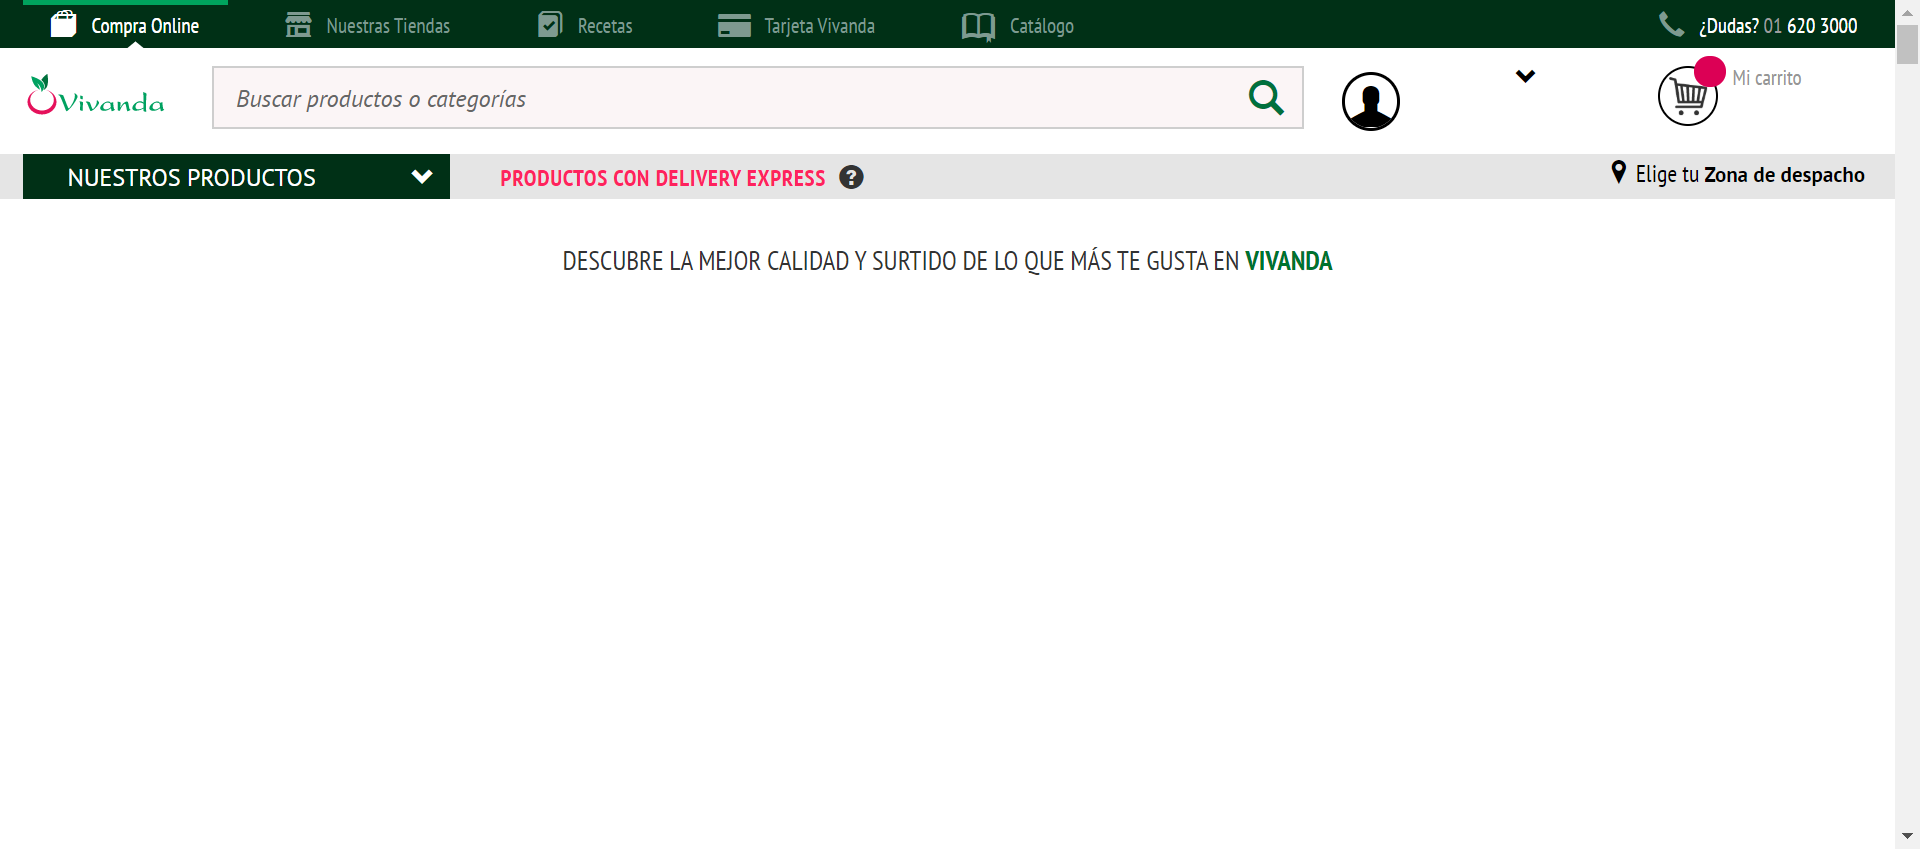 Compra Online
Nuestras Tiendas
Recetas
Tarjeta Vivanda
Catálogo
¿Dudas? 01 620 3000
Vivanda
Buscar productos o categorías
Mi carrito
NUESTROS PRODUCTOS
PRODUCTOS CON DELIVERY EXPRESS ?
Elige tu Zona de despacho
DESCUBRE LA MEJOR CALIDAD Y SURTIDO DE LO QUE MÁS TE GUSTA EN VIVANDA